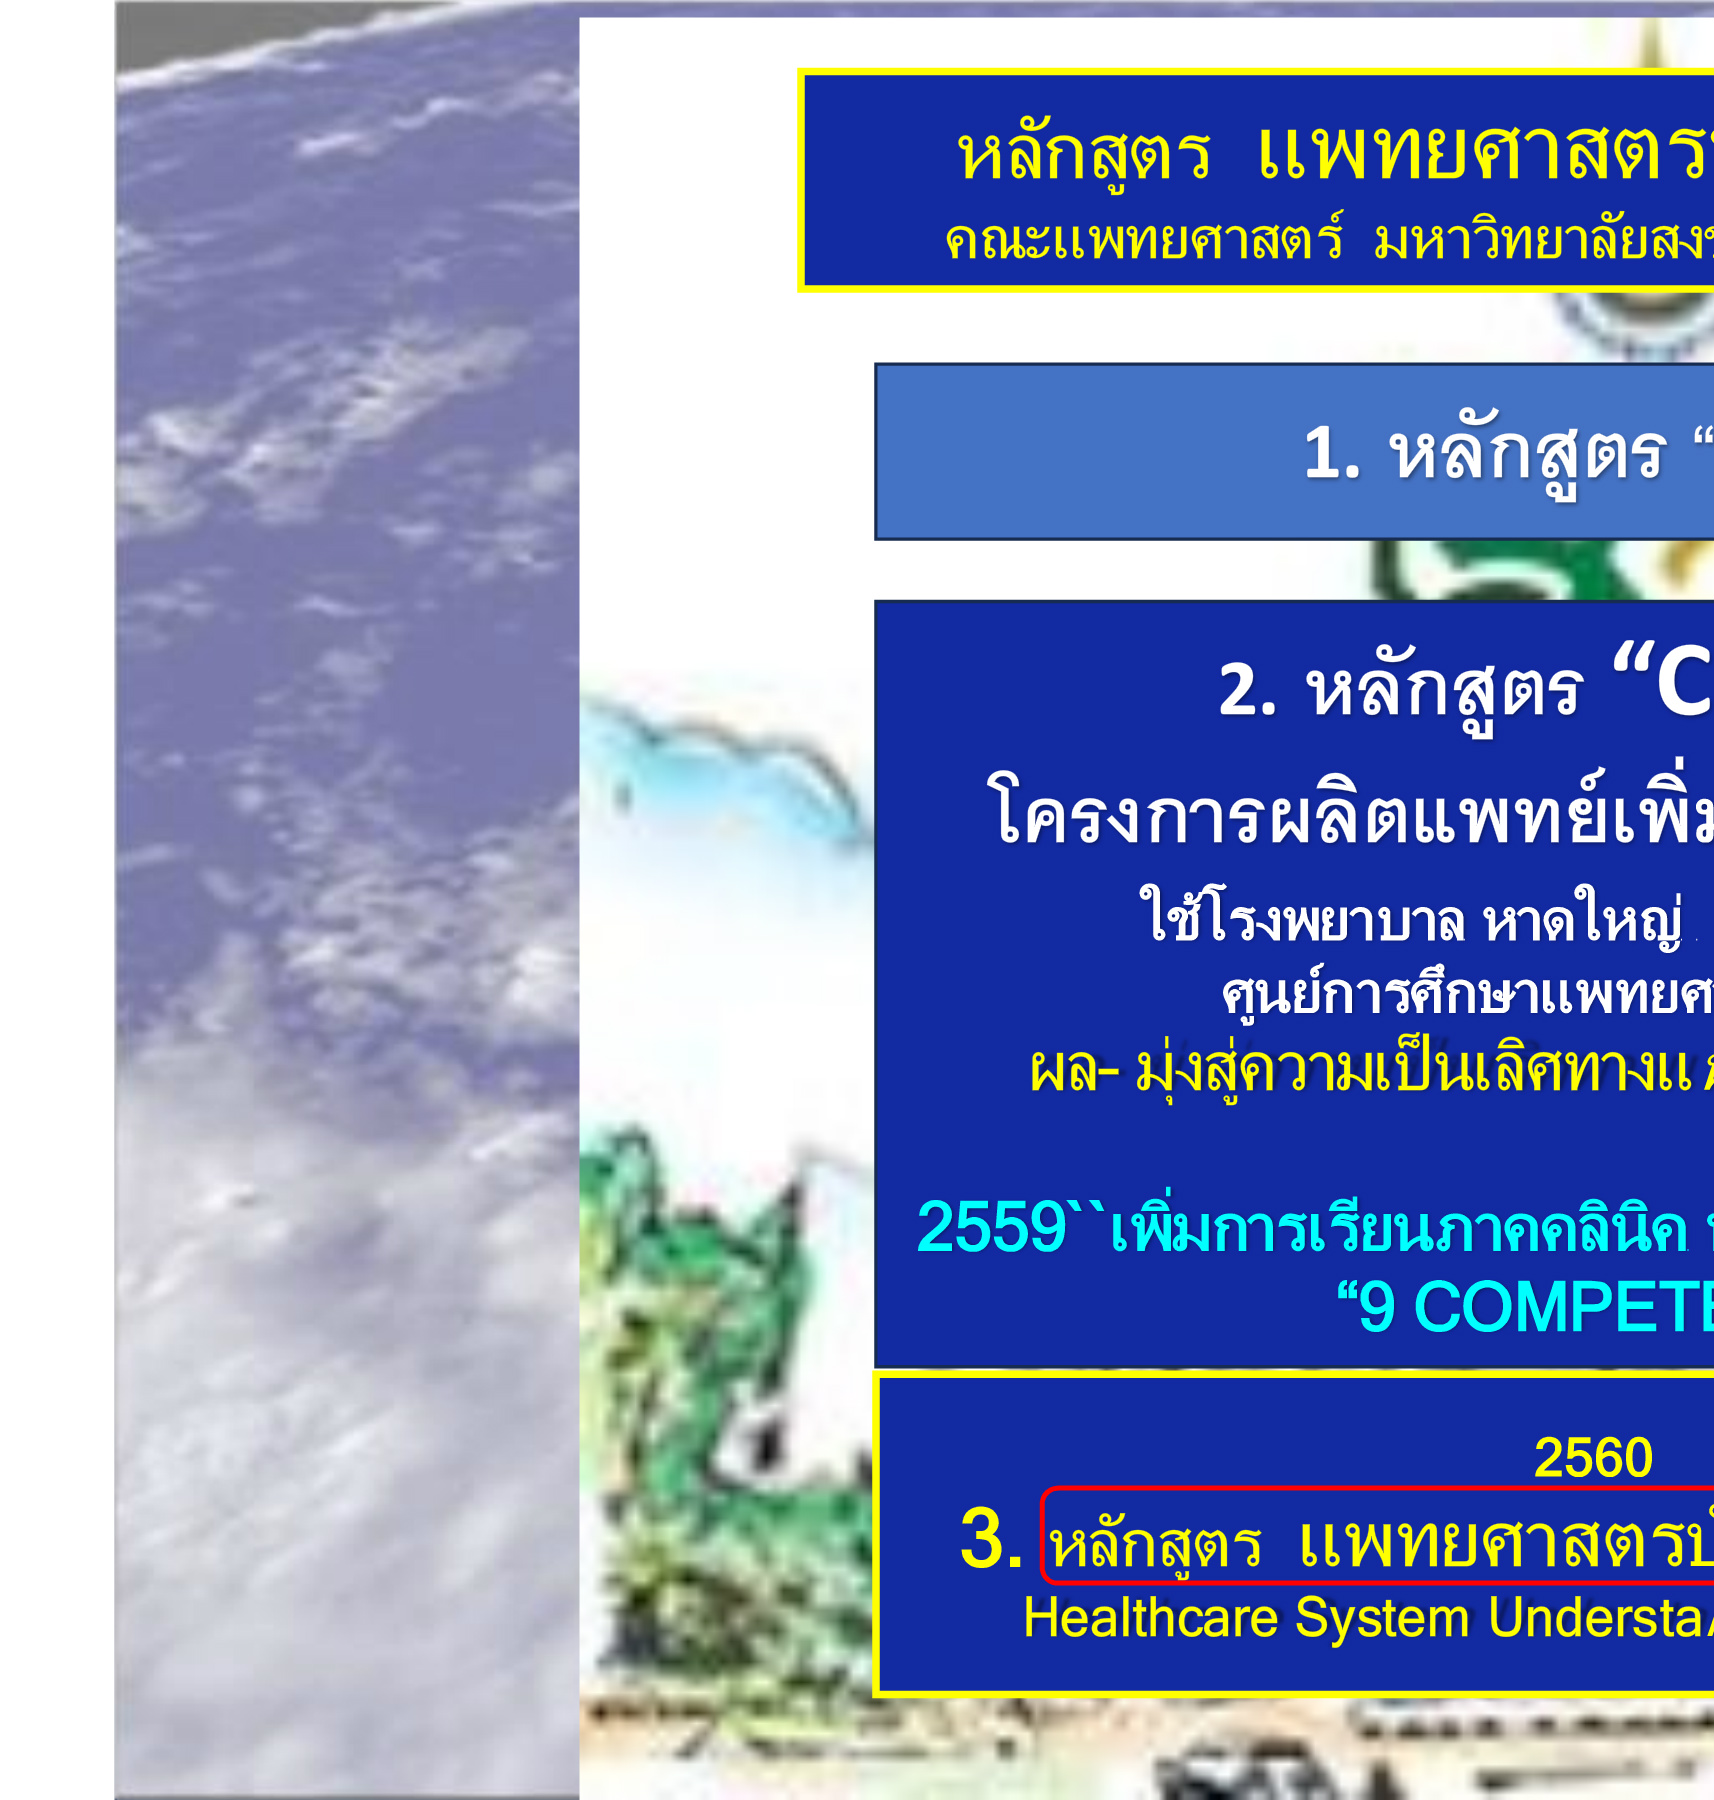 หลักสูตร แพทยศาสตร
คณะแพทยศาสตร์ มหาวิทยาลัยสง
1. หลักสูตร “
2. หลักสูตร “C
โครงการผลิตแพทย์เพิ่ม
ใช้โรงพยาบาล หาดใหญ่
ศูนย์การศึกษาแพทยศ
ผล- มุ่งสู่ความเป็นเลิศทางแ
2559``เพิ่มการเรียนภาคคลินิค
“9 COMPETE
2560
3. หลักสูตร แพทยศาสตรบั
Healthcare System Understa